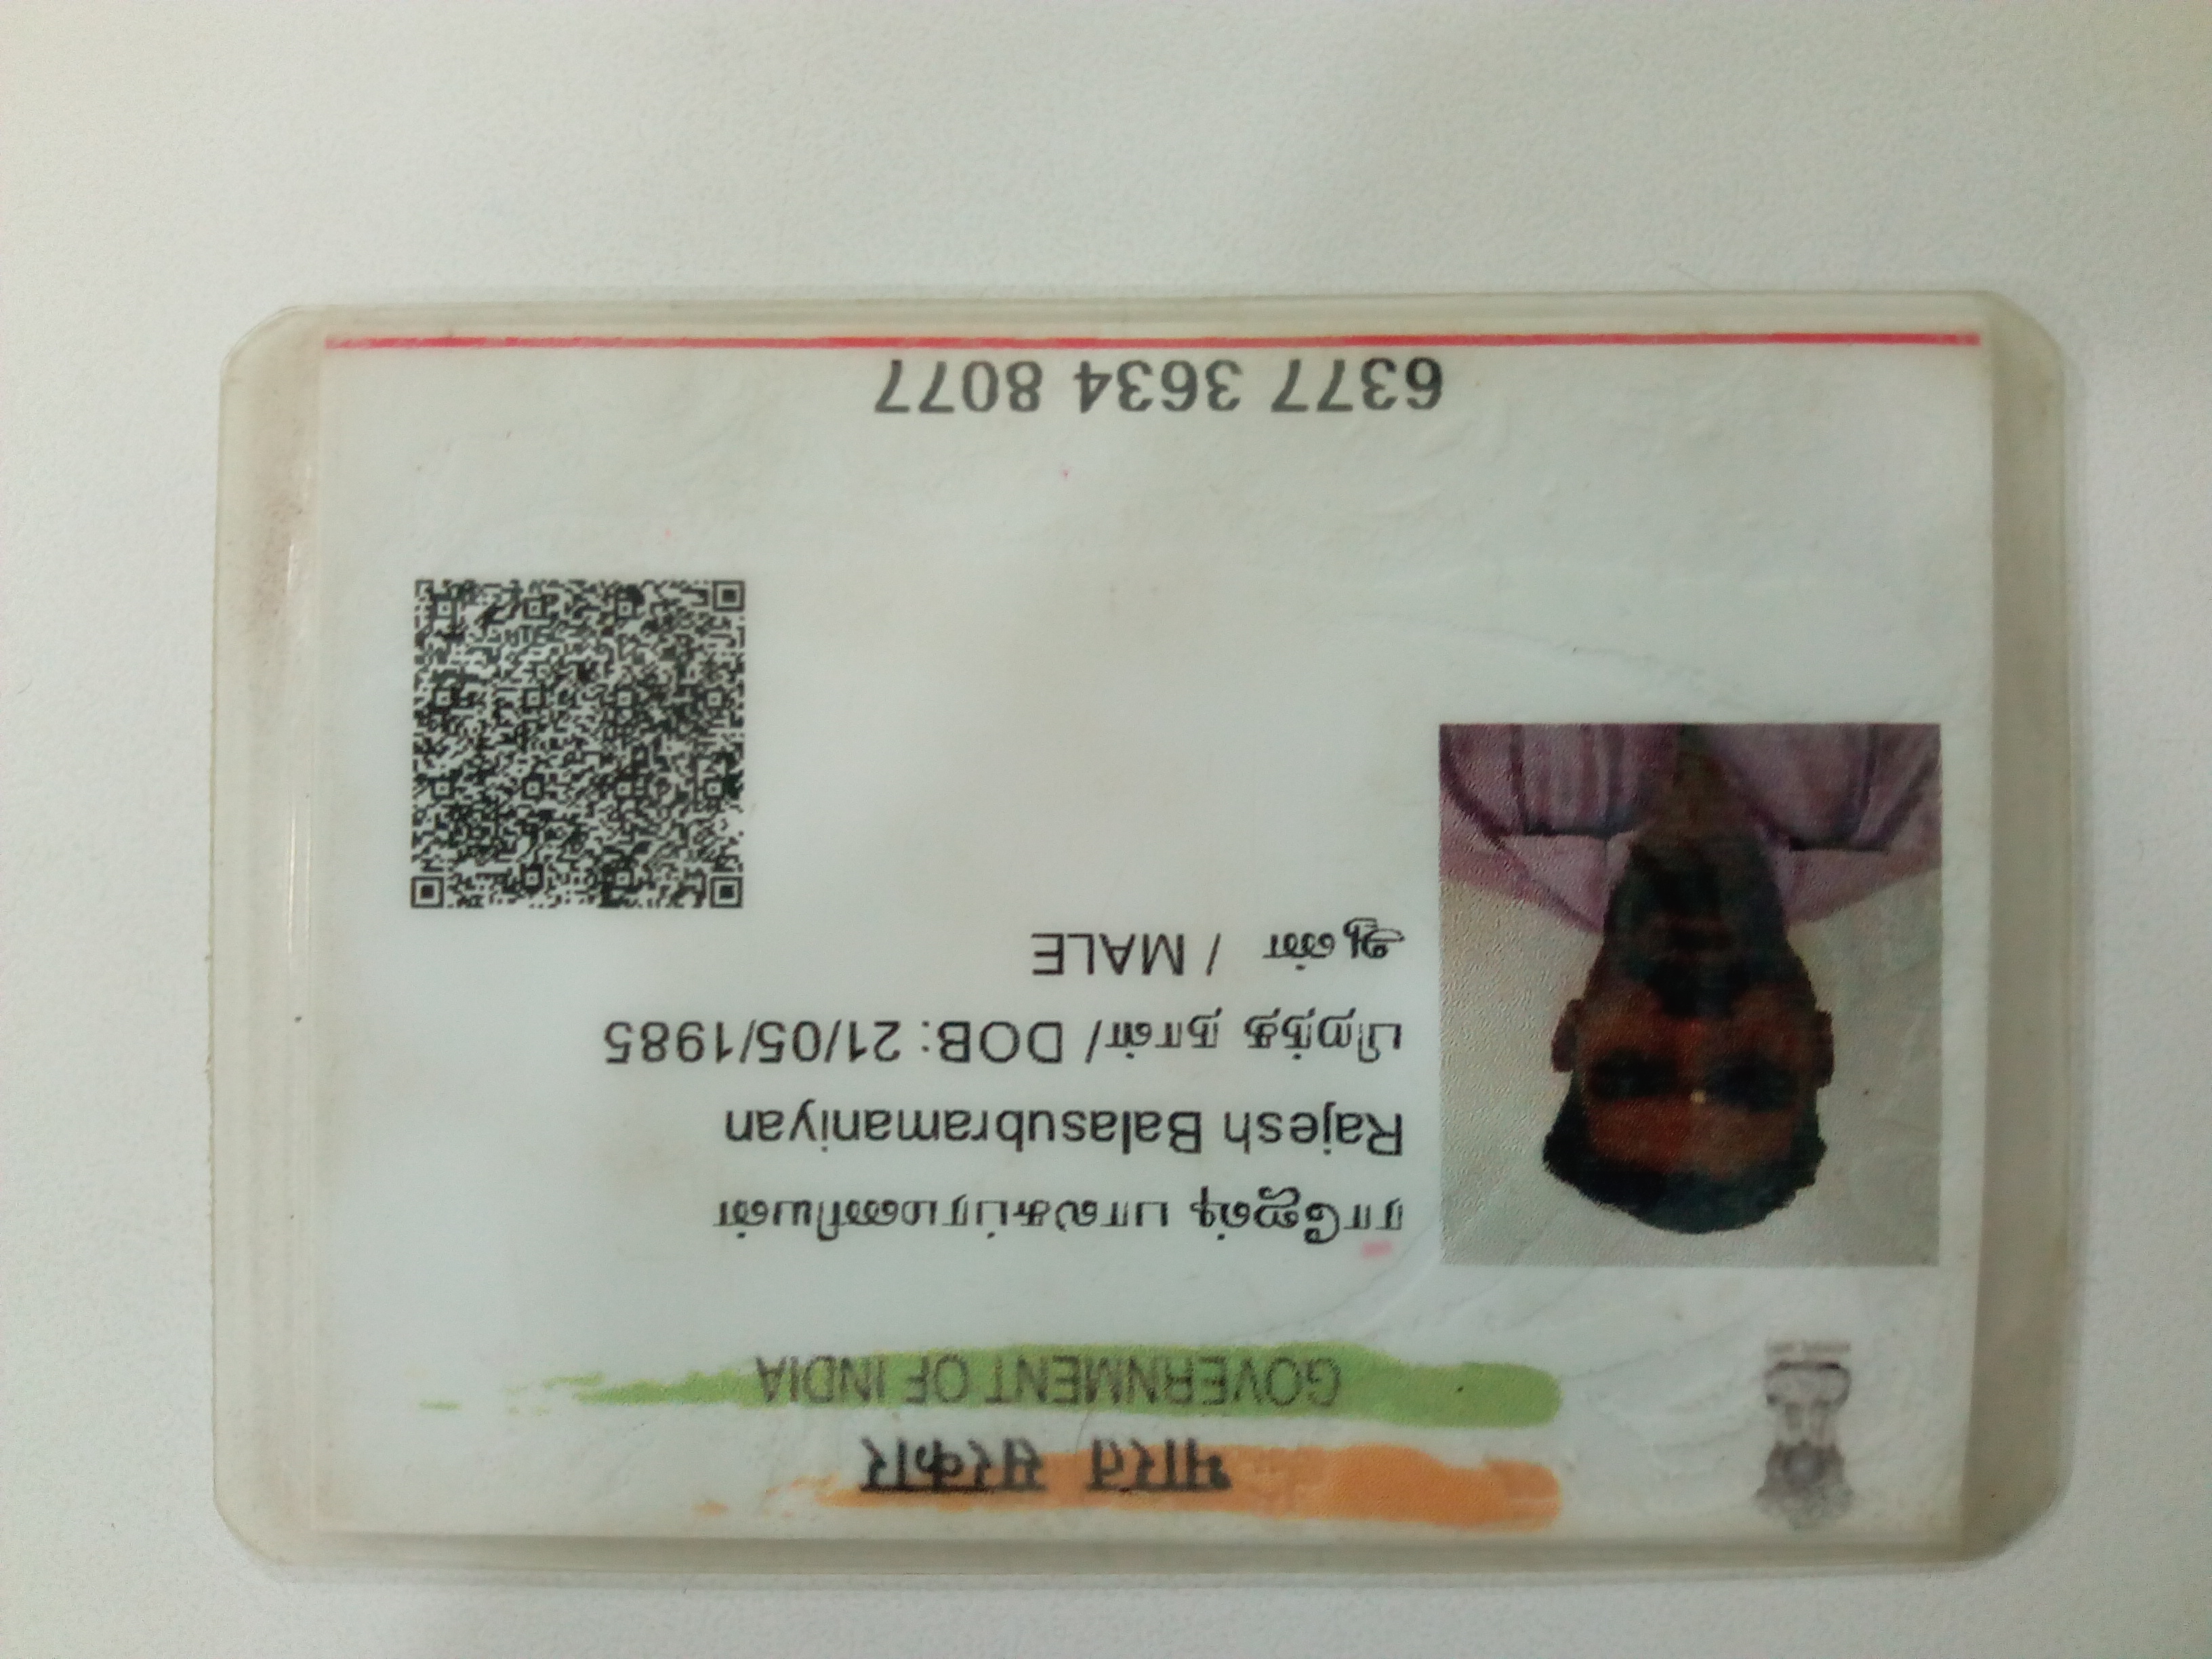 भारत सरकार
GOVERNMENT OF INDIA
ராஜேஷ் பாலசுப்ரமணியன்
Rajesh Balasubramaniyan
பிறந்த நாள்/ DOB: 21/05/1985
ஆண் / MALE
6377 3634 8077